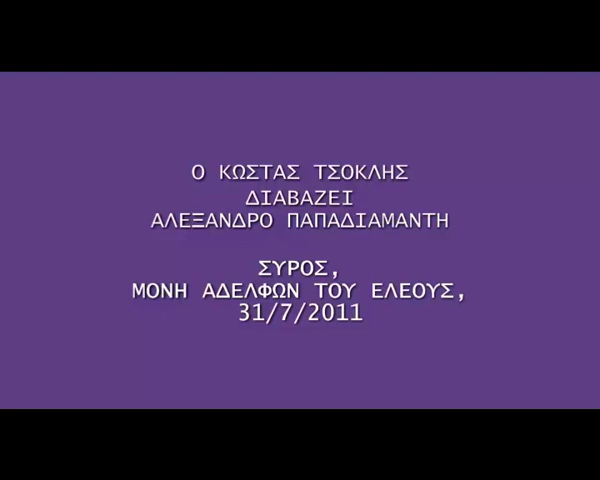 Ο ΚΩΣΤΑΣ ΤΣΟΚΛΗΣ
ΔΙΑΒΑΖΕΙ
ΑΛΕΞΑΝΔΡΟ ΠΑΠΑΔΙΑΜΑΝΤΗ
ΣΥΡΟΣ,
ΜΟΝΗ ΑΔΕΛΦΩΝ ΤΟΥ ΕΛΕΟΥΣ,
31/7/2011